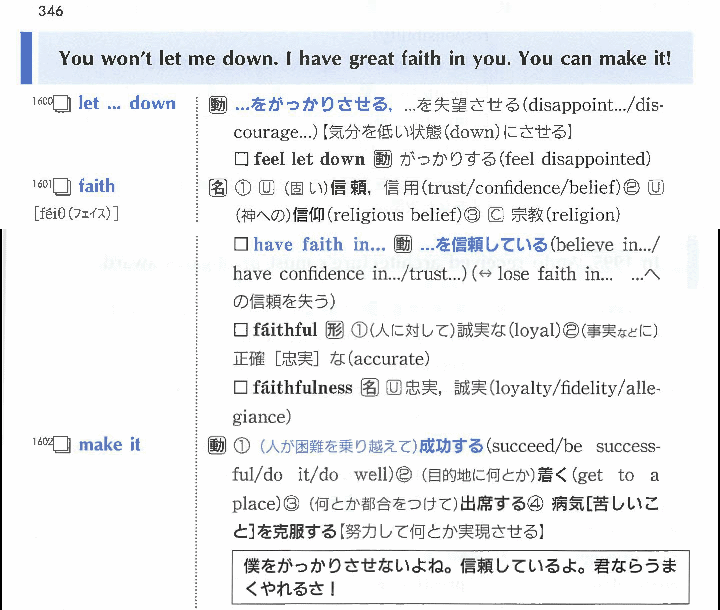 346
You won't let me down. I have great faith in you. You can make it!
1600 let ... down 動 …をがっかりさせる，…を失望させる(disappoint.../dis-
courage...)【気分を低い状態(down)にさせる】
□ feel let down 動 がっかりする(feel disappointed)
1601 faith 名 ① U (固い)信頼，信用(trust/confidence/belief)② U
[féiθ(フェイス)] (神への)信仰(religious belief)③ C 宗教(religion)
□ have faith in... 動 …を信頼している(believe in.../
have confidence in.../trust...)(↔ lose faith in... …へ
の信頼を失う)
□ fáithful 形 ①(人に対して)誠実な(loyal)②(事実などに)
正確［忠実］な(accurate)
□ fáithfulness 名 U 忠実，誠実(loyalty/fidelity/alle-
giance)
1602 make it 動 ① (人が困難を乗り越えて)成功する(succeed/be success-
ful/do it/do well)② (目的地に何とか)着く(get to a
place)③ (何とか都合をつけて)出席する④ 病気[苦しいこ
と]を克服する【努力して何とか実現させる】
僕をがっかりさせないよね。信頼しているよ。君ならうま
くやれるさ！